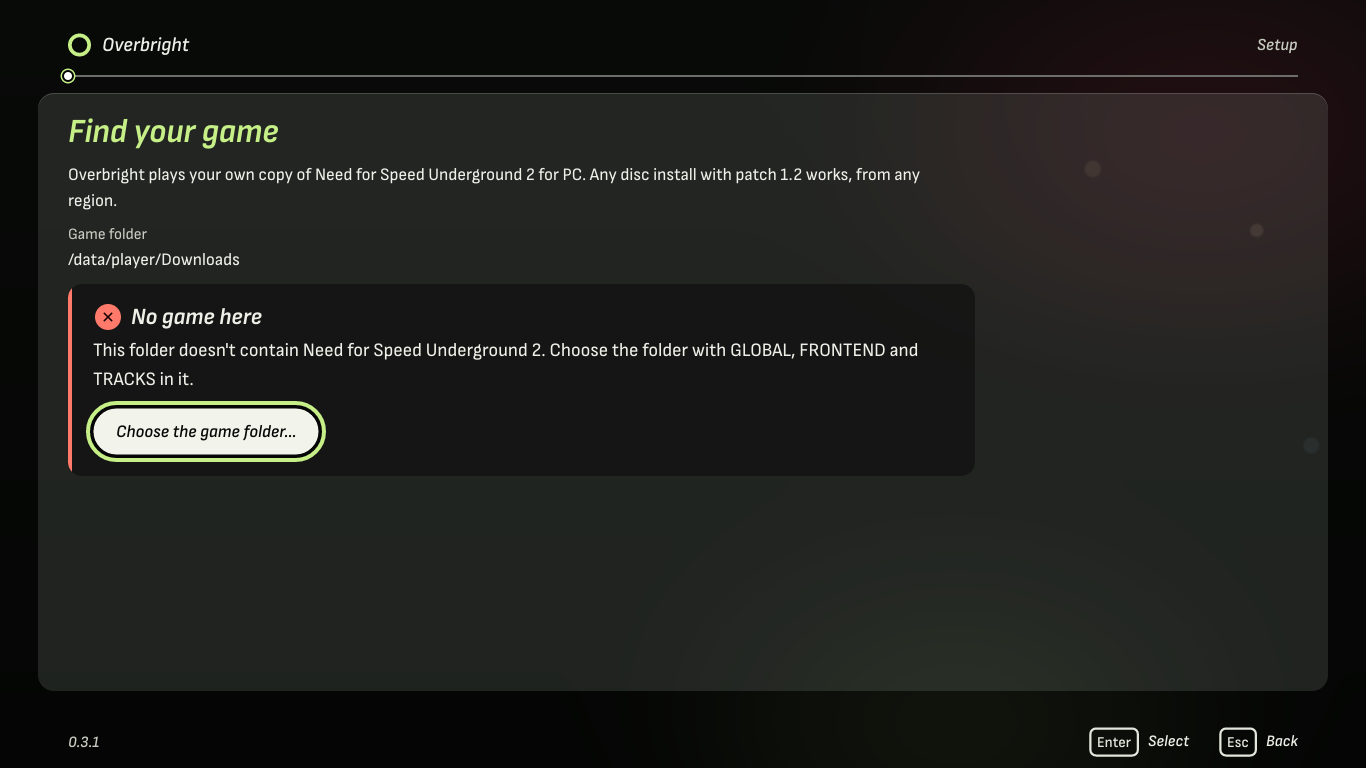 Overbright
Setup
Find your game
Overbright plays your own copy of Need for Speed Underground 2 for PC. Any disc install with patch 1.2 works, from any
region.
Game folder
/data/player/Downloads
No game here
This folder doesn't contain Need for Speed Underground 2. Choose the folder with GLOBAL, FRONTEND and
TRACKS in it.
Choose the game folder...
0.3.1
Enter Select Esc Back